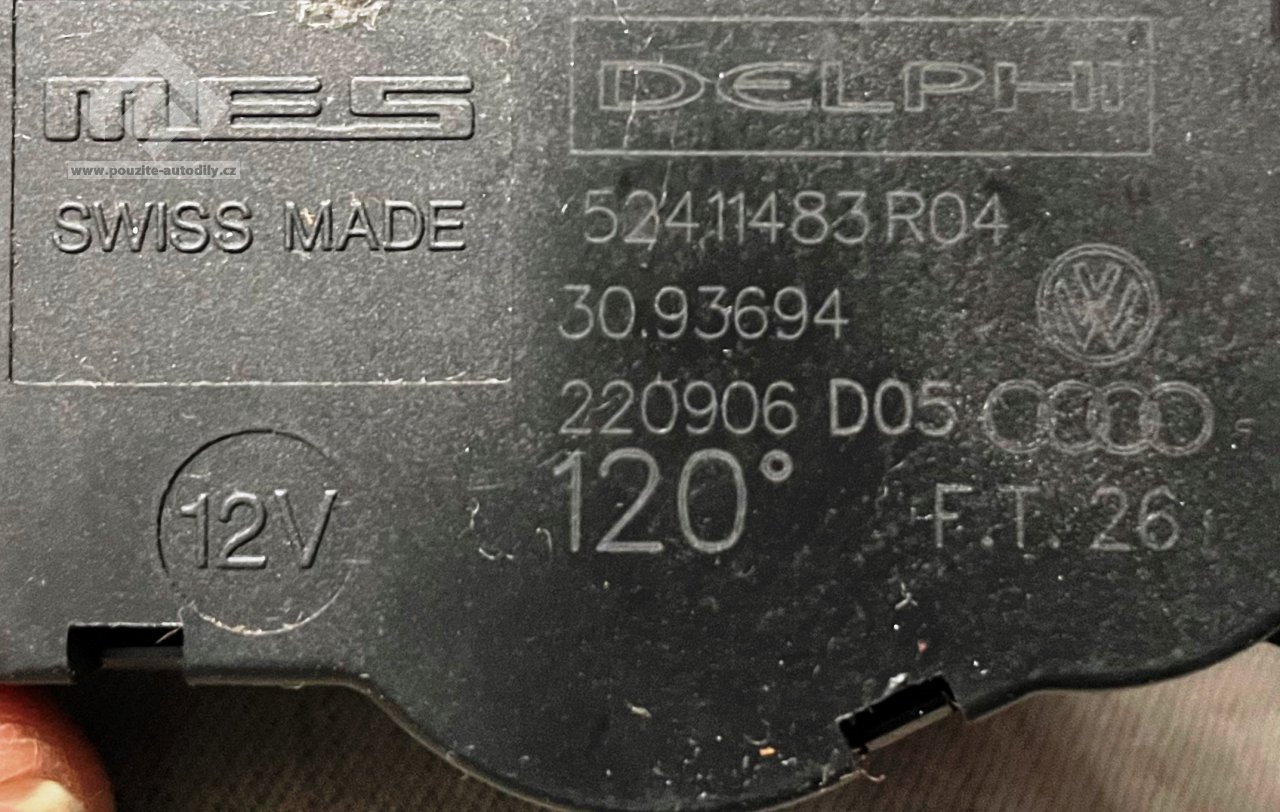 MES
www.pouzite-autodily.cz
SWISS MADE
12V
DELPHI
52411483 R04
30.93694
220906 D05
120°
F.T. 26